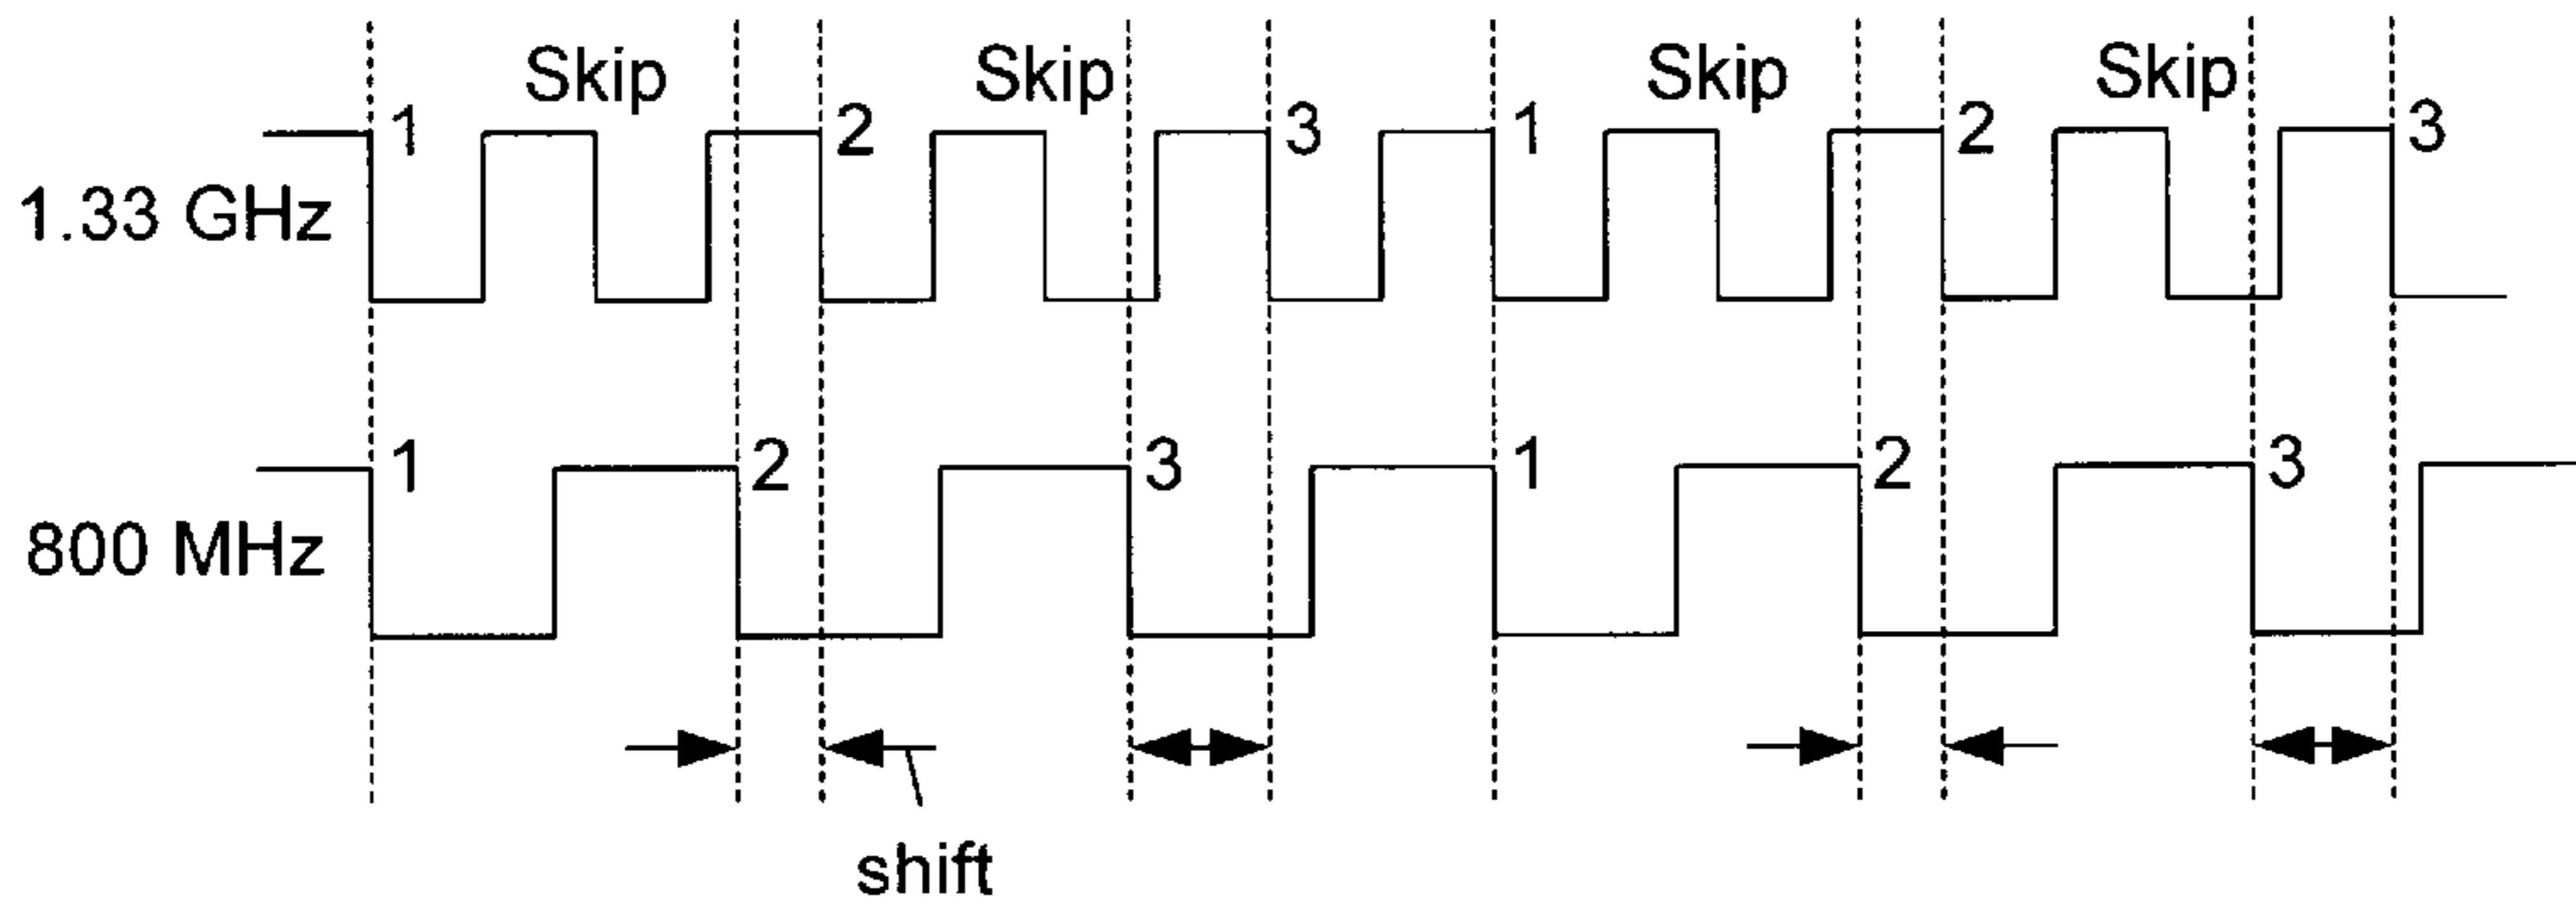 Skip Skip Skip Skip
1 2 3 1 2 3
1.33 GHz
1 2 3 1 2 3
800 MHz
shift